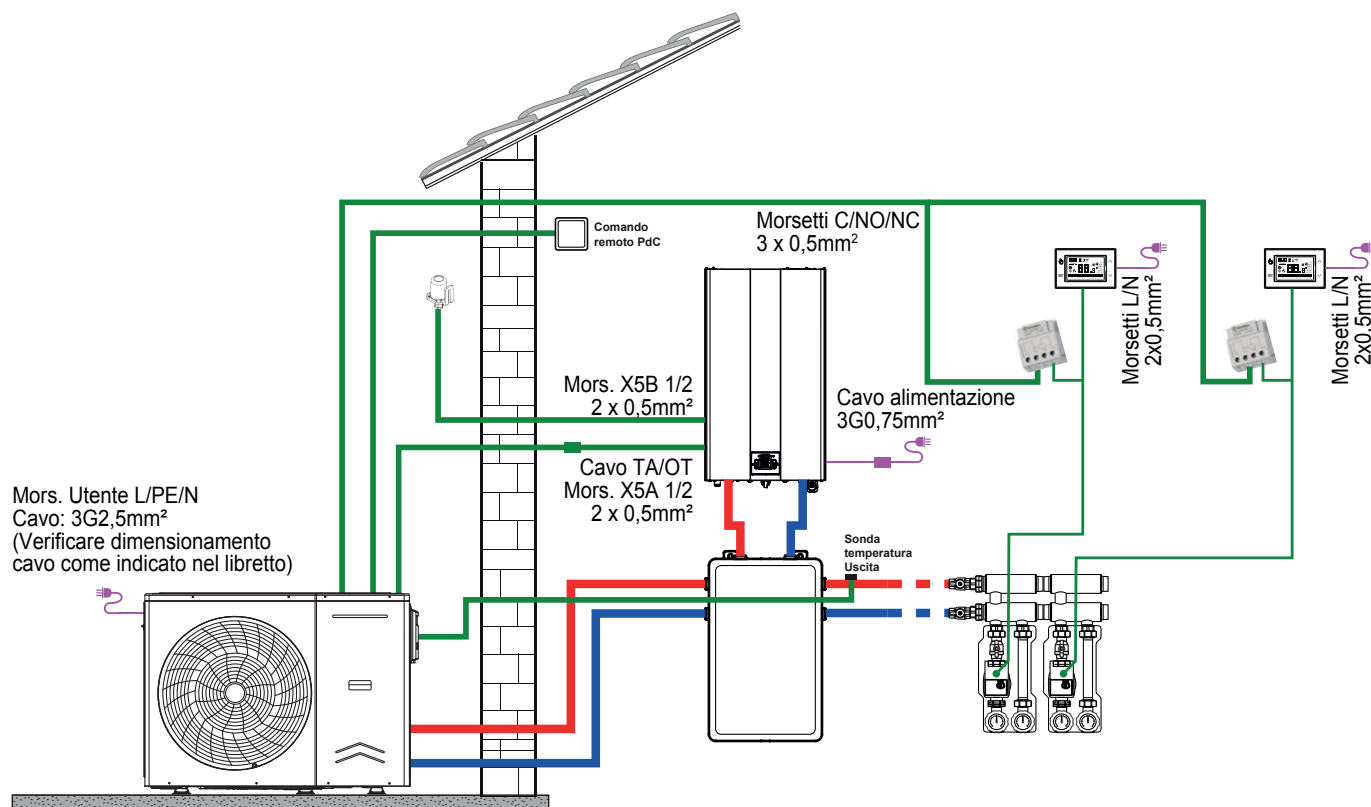 Comando
remoto PdC
Morsetti C/NO/NC
3 x 0,5mm²
Morsetti L/N
2x0,5mm²
Morsetti L/N
2x0,5mm²
Mors. X5B 1/2
2 x 0,5mm²
Cavo alimentazione
3G0,75mm²
Cavo TA/OT
Mors. X5A 1/2
2 x 0,5mm²
Mors. Utente L/PE/N
Cavo: 3G2,5mm²
(Verificare dimensionamento
cavo come indicato nel libretto)
Sonda
temperatura
Uscita